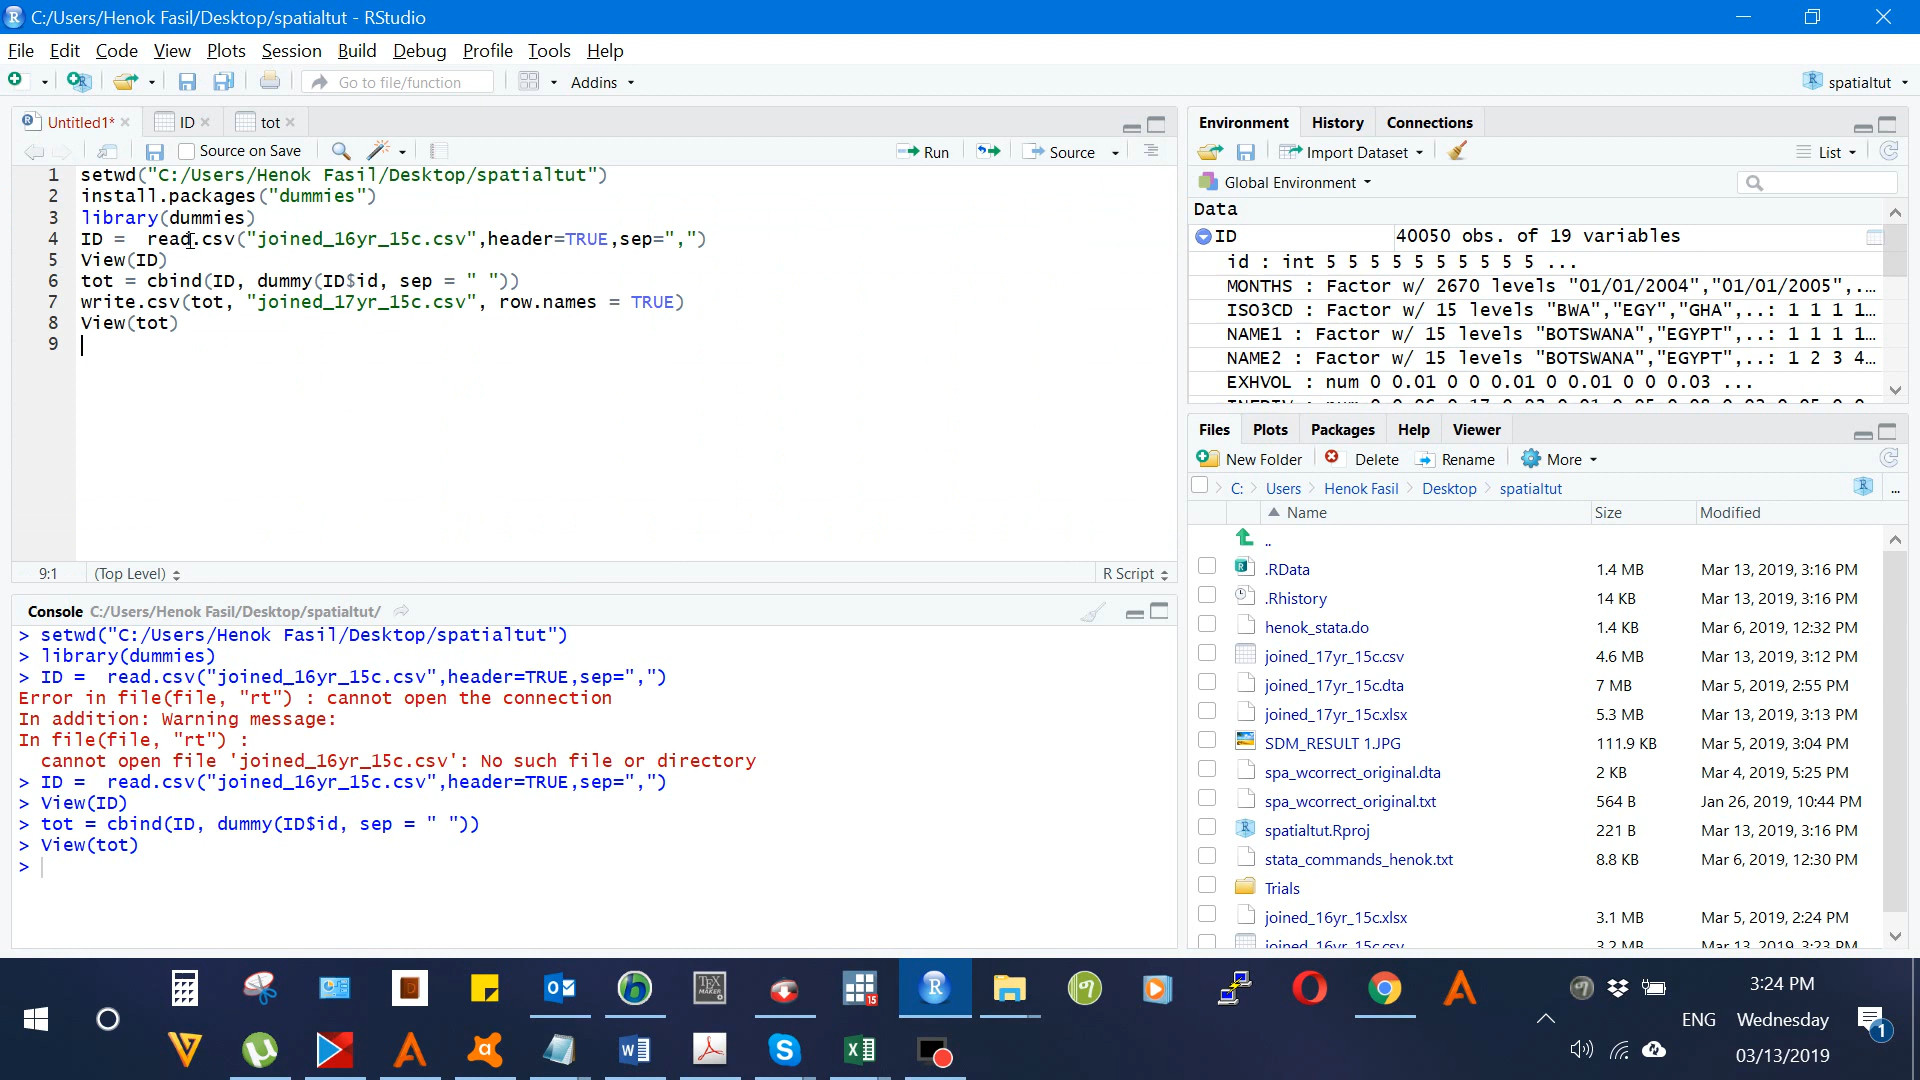 C:/Users/Henok Fasil/Desktop/spatialtut - RStudio
File Edit Code View Plots Session Build Debug Profile Tools Help
Go to file/function Addins spatialtut
Untitled1* ID tot
Source on Save Run Source
1 setwd("C:/Users/Henok Fasil/Desktop/spatialtut")
2 install.packages("dummies")
3 library(dummies)
4 ID =  read.csv("joined_16yr_15c.csv",header=TRUE,sep=",")
5 View(ID)
6 tot = cbind(ID, dummy(ID$id, sep = " "))
7 write.csv(tot, "joined_17yr_15c.csv", row.names = TRUE)
8 View(tot)
9
9:1 (Top Level) R Script
Console C:/Users/Henok Fasil/Desktop/spatialtut/
> setwd("C:/Users/Henok Fasil/Desktop/spatialtut")
> library(dummies)
> ID =  read.csv("joined_16yr_15c.csv",header=TRUE,sep=",")
Error in file(file, "rt") : cannot open the connection
In addition: Warning message:
In file(file, "rt") :
  cannot open file 'joined_16yr_15c.csv': No such file or directory
> ID =  read.csv("joined_16yr_15c.csv",header=TRUE,sep=",")
> View(ID)
> tot = cbind(ID, dummy(ID$id, sep = " "))
> View(tot)
>
Environment History Connections
Import Dataset List
Global Environment
Data
ID 40050 obs. of 19 variables
id : int 5 5 5 5 5 5 5 5 5 5 ...
MONTHS : Factor w/ 2670 levels "01/01/2004","01/01/2005",...
ISO3CD : Factor w/ 15 levels "BWA","EGY","GHA",..: 1 1 1 1...
NAME1 : Factor w/ 15 levels "BOTSWANA","EGYPT",..: 1 1 1 1...
NAME2 : Factor w/ 15 levels "BOTSWANA","EGYPT",..: 1 2 3 4...
EXHVOL : num 0 0.01 0 0 0.01 0 0.01 0 0 0.03 ...
Files Plots Packages Help Viewer
New Folder Delete Rename More
C: Users Henok Fasil Desktop spatialtut ...
Name Size Modified
..
.RData 1.4 MB Mar 13, 2019, 3:16 PM
.Rhistory 14 KB Mar 13, 2019, 3:16 PM
henok_stata.do 1.4 KB Mar 6, 2019, 12:32 PM
joined_17yr_15c.csv 4.6 MB Mar 13, 2019, 3:12 PM
joined_17yr_15c.dta 7 MB Mar 5, 2019, 2:55 PM
joined_17yr_15c.xlsx 5.3 MB Mar 13, 2019, 3:13 PM
SDM_RESULT 1.JPG 111.9 KB Mar 5, 2019, 3:04 PM
spa_wcorrect_original.dta 2 KB Mar 4, 2019, 5:25 PM
spa_wcorrect_original.txt 564 B Jan 26, 2019, 10:44 PM
spatialtut.Rproj 221 B Mar 13, 2019, 3:16 PM
stata_commands_henok.txt 8.8 KB Mar 6, 2019, 12:30 PM
Trials
joined_16yr_15c.xlsx 3.1 MB Mar 5, 2019, 2:24 PM
joined_16yr_15c.csv 3.2 MB Mar 13, 2019, 3:23 PM
3:24 PM
ENG Wednesday
03/13/2019
1